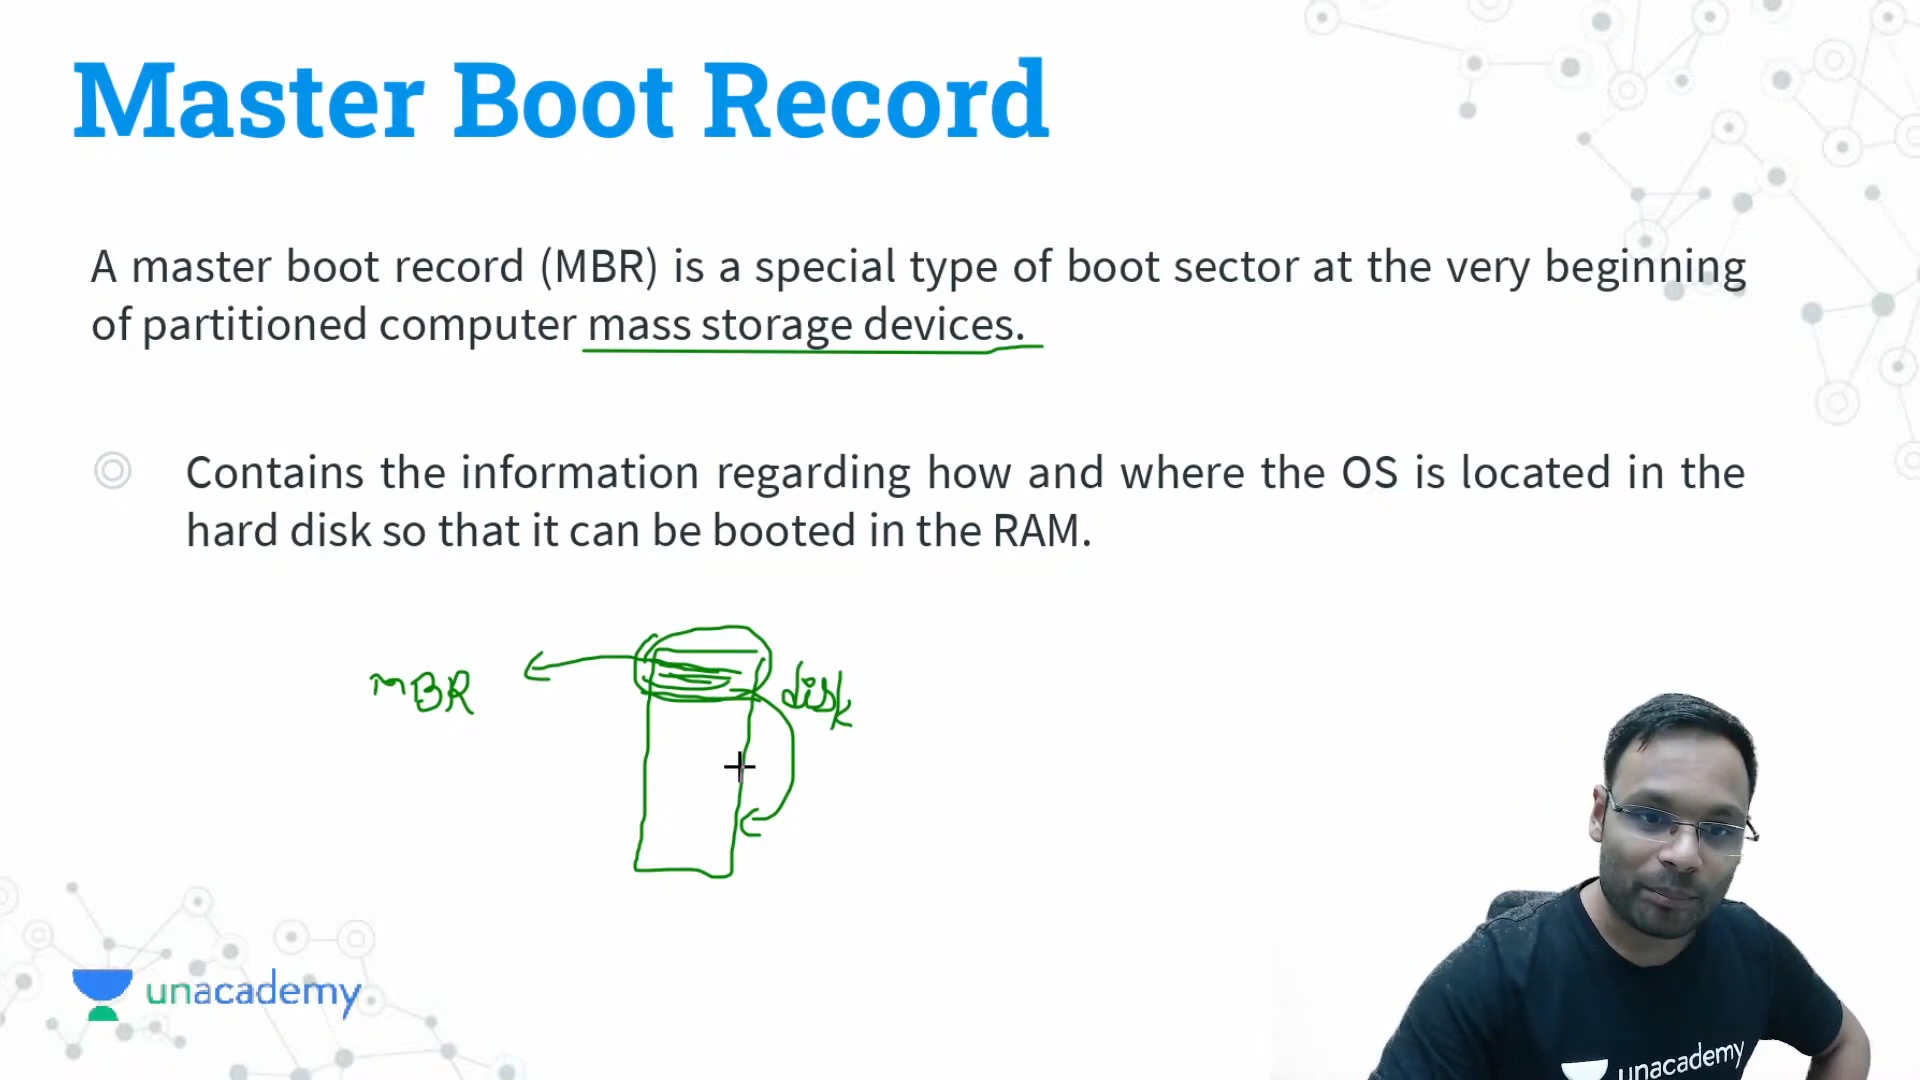 Master Boot Record
A master boot record (MBR) is a special type of boot sector at the very beginning
of partitioned computer mass storage devices.
Contains the information regarding how and where the OS is located in the
hard disk so that it can be booted in the RAM.
MBR
disk
unacademy
unacademy